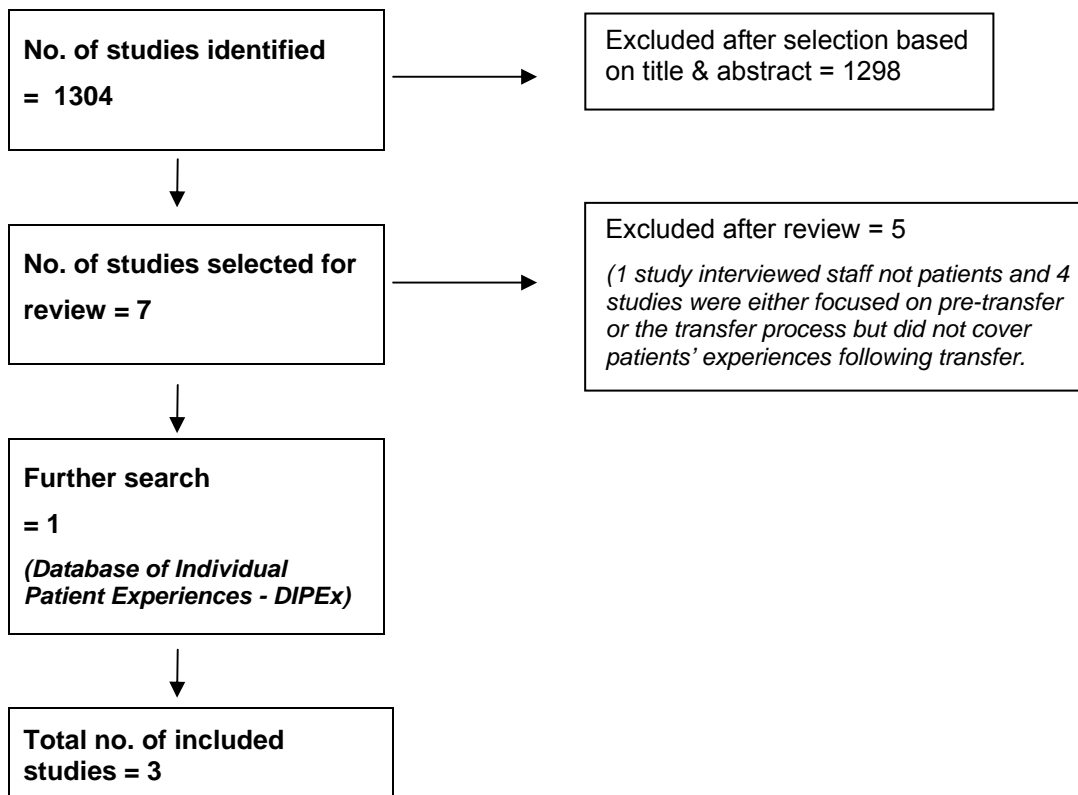 No. of studies identified
= 1304
Excluded after selection based
on title & abstract = 1298
No. of studies selected for
review = 7
Excluded after review = 5
(1 study interviewed staff not patients and 4
studies were either focused on pre-transfer
or the transfer process but did not cover
patients’ experiences following transfer.
Further search
= 1
(Database of Individual
Patient Experiences - DIPEx)
Total no. of included
studies = 3